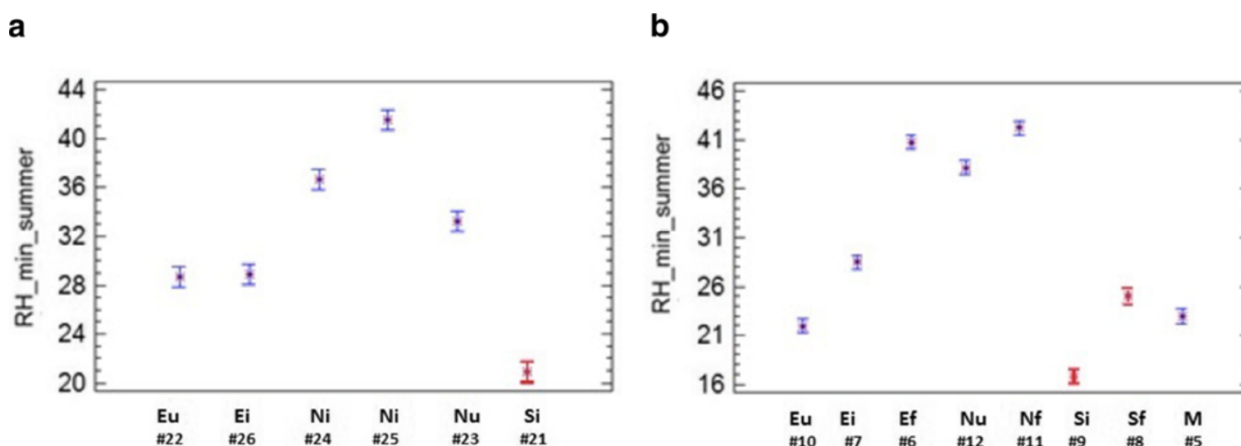 a
b
44
40
36
32
28
24
20
RH_min_summer
Eu Ei Ni Ni Nu Si
#22 #26 #24 #25 #23 #21
46
41
36
31
26
21
16
RH_min_summer
Eu Ei Ef Nu Nf Si Sf M
#10 #7 #6 #12 #11 #9 #8 #5